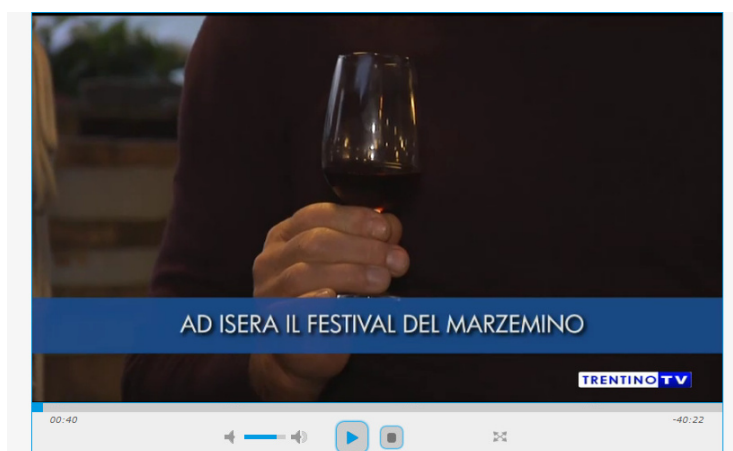 AD ISERA IL FESTIVAL DEL MARZEMINO
TRENTINO TV
00:40
-40:22